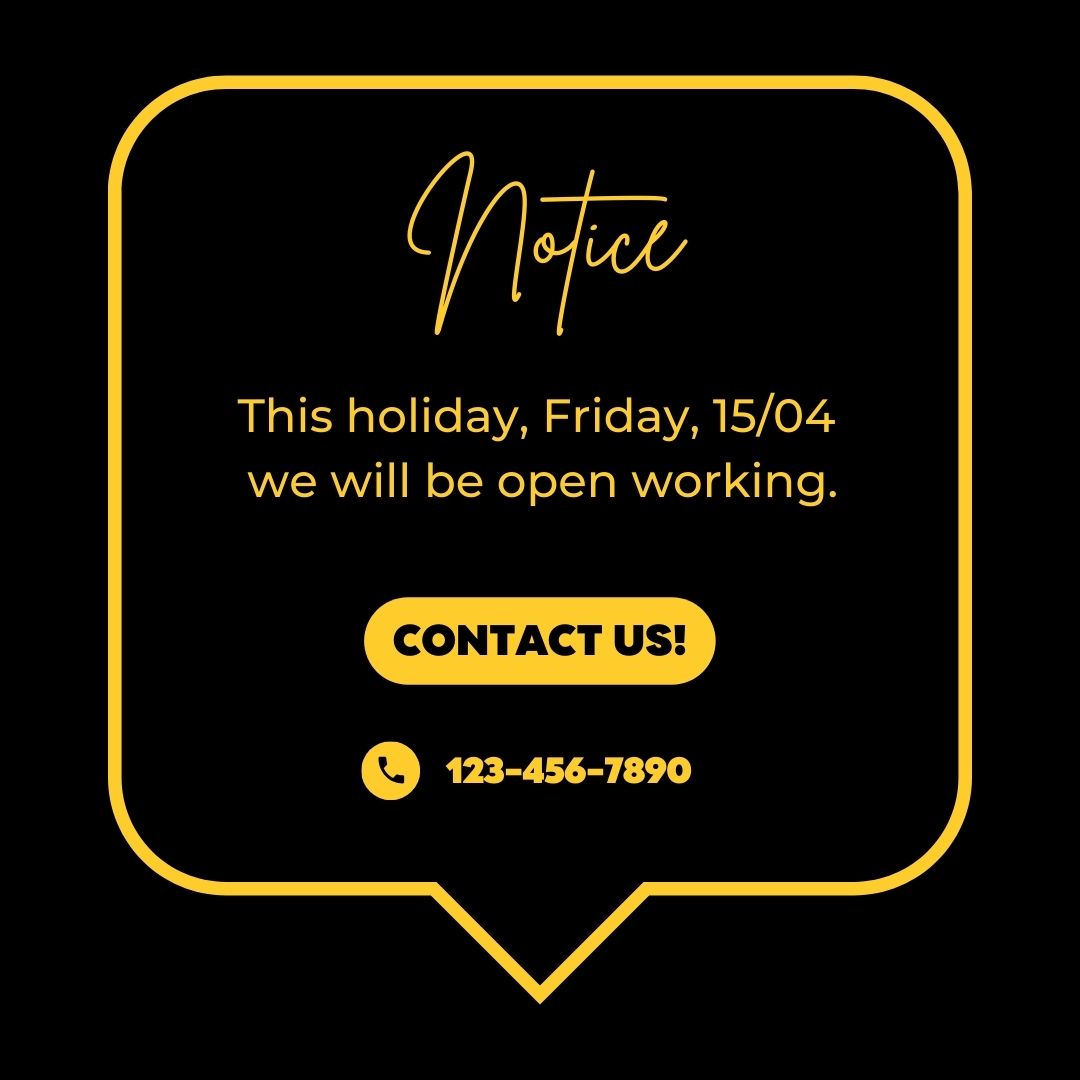 Notice
This holiday, Friday, 15/04
we will be open working.
CONTACT US!
123-456-7890